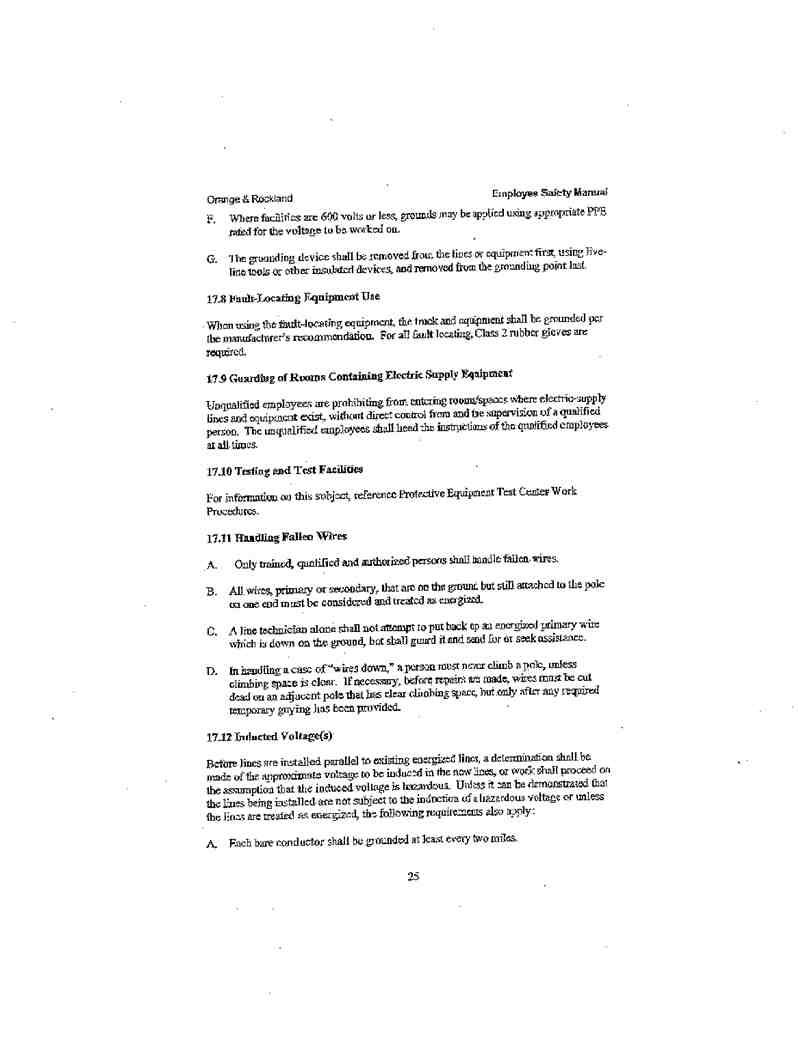 Orange & Rockland
Employee Safety Manual
F. Where facilities are 600 volts or less, grounds may be applied using appropriate PPE
rated for the voltage to be worked on.
G. The grounding device shall be removed from the lines or equipment first, using live-
line tools or other insulated devices, and removed from the grounding point last.
17.8 Fault-Locating Equipment Use
When using the fault-locating equipment, the truck and equipment shall be grounded per
the manufacturer's recommendation. For all fault locating, Class 2 rubber gloves are
required.
17.9 Guarding of Rooms Containing Electric Supply Equipment
Unqualified employees are prohibiting from entering rooms/spaces where electric-supply
lines and equipment exist, without direct control from and the supervision of a qualified
person. The unqualified employees shall heed the instructions of the qualified employees
at all times.
17.10 Testing and Test Facilities
For information on this subject, reference Protective Equipment Test Center Work
Procedures.
17.11 Handling Fallen Wires
A. Only trained, qualified and authorized persons shall handle fallen wires.
B. All wires, primary or secondary, that are on the ground but still attached to the pole
on one end must be considered and treated as energized.
C. A line technician alone shall not attempt to put back up an energized primary wire
which is down on the ground, but shall guard it and send for or seek assistance.
D. In handling a case of "wires down," a person must never climb a pole, unless
climbing space is clear. If necessary, before repairs are made, wires must be cut
dead on an adjacent pole that has clear climbing space, but only after any required
temporary guying has been provided.
17.12 Inducted Voltage(s)
Before lines are installed parallel to existing energized lines, a determination shall be
made of the approximate voltage to be induced in the new lines, or work shall proceed on
the assumption that the induced voltage is hazardous. Unless it can be demonstrated that
the lines being installed are not subject to the induction of a hazardous voltage or unless
the lines are treated as energized, the following requirements also apply:
A. Each bare conductor shall be grounded at least every two miles.
25